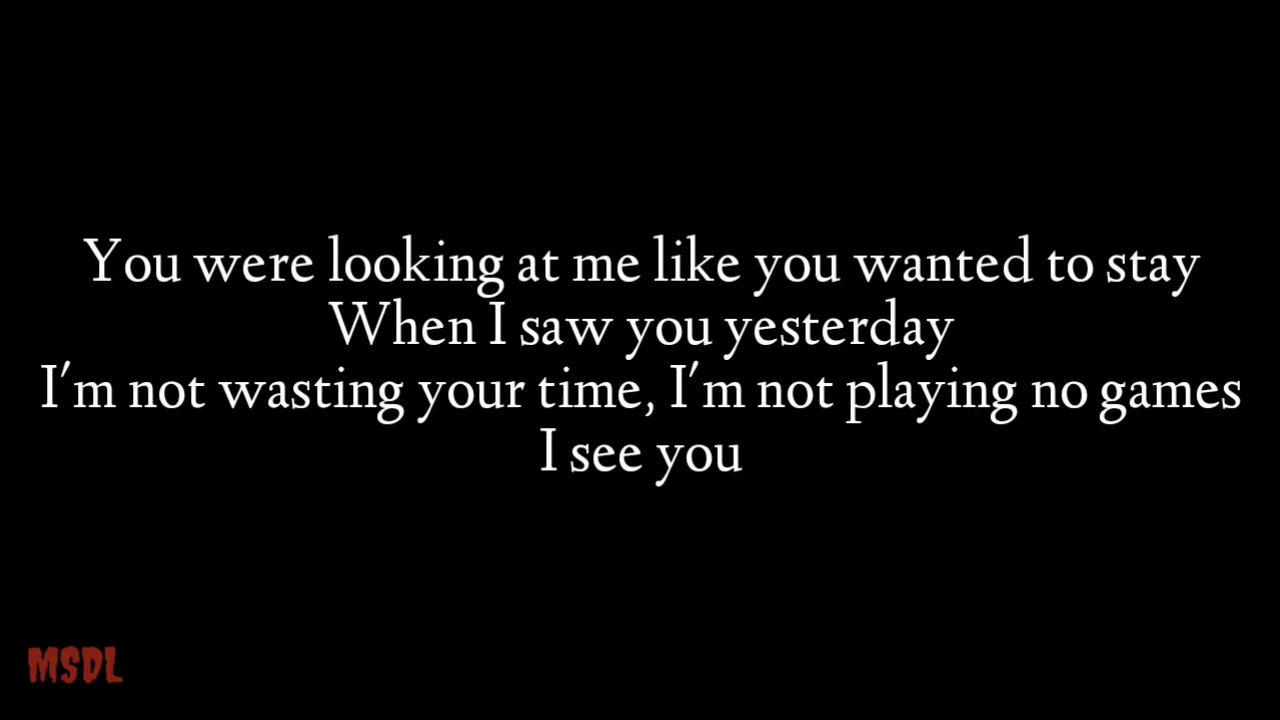 You were looking at me like you wanted to stay
When I saw you yesterday
I'm not wasting your time, I'm not playing no games
I see you
MSDL